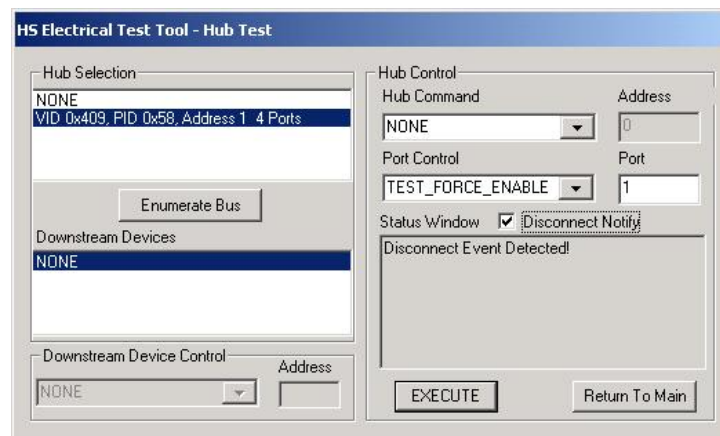 HS Electrical Test Tool - Hub Test
Hub Selection
NONE
VID 0x409, PID 0x58, Address 1 4 Ports
Enumerate Bus
Downstream Devices
NONE
Downstream Device Control
Address
NONE
Hub Control
Hub Command
Address
NONE
0
Port Control
Port
TEST_FORCE_ENABLE
1
Status Window
Disconnect Notify
Disconnect Event Detected!
EXECUTE
Return To Main